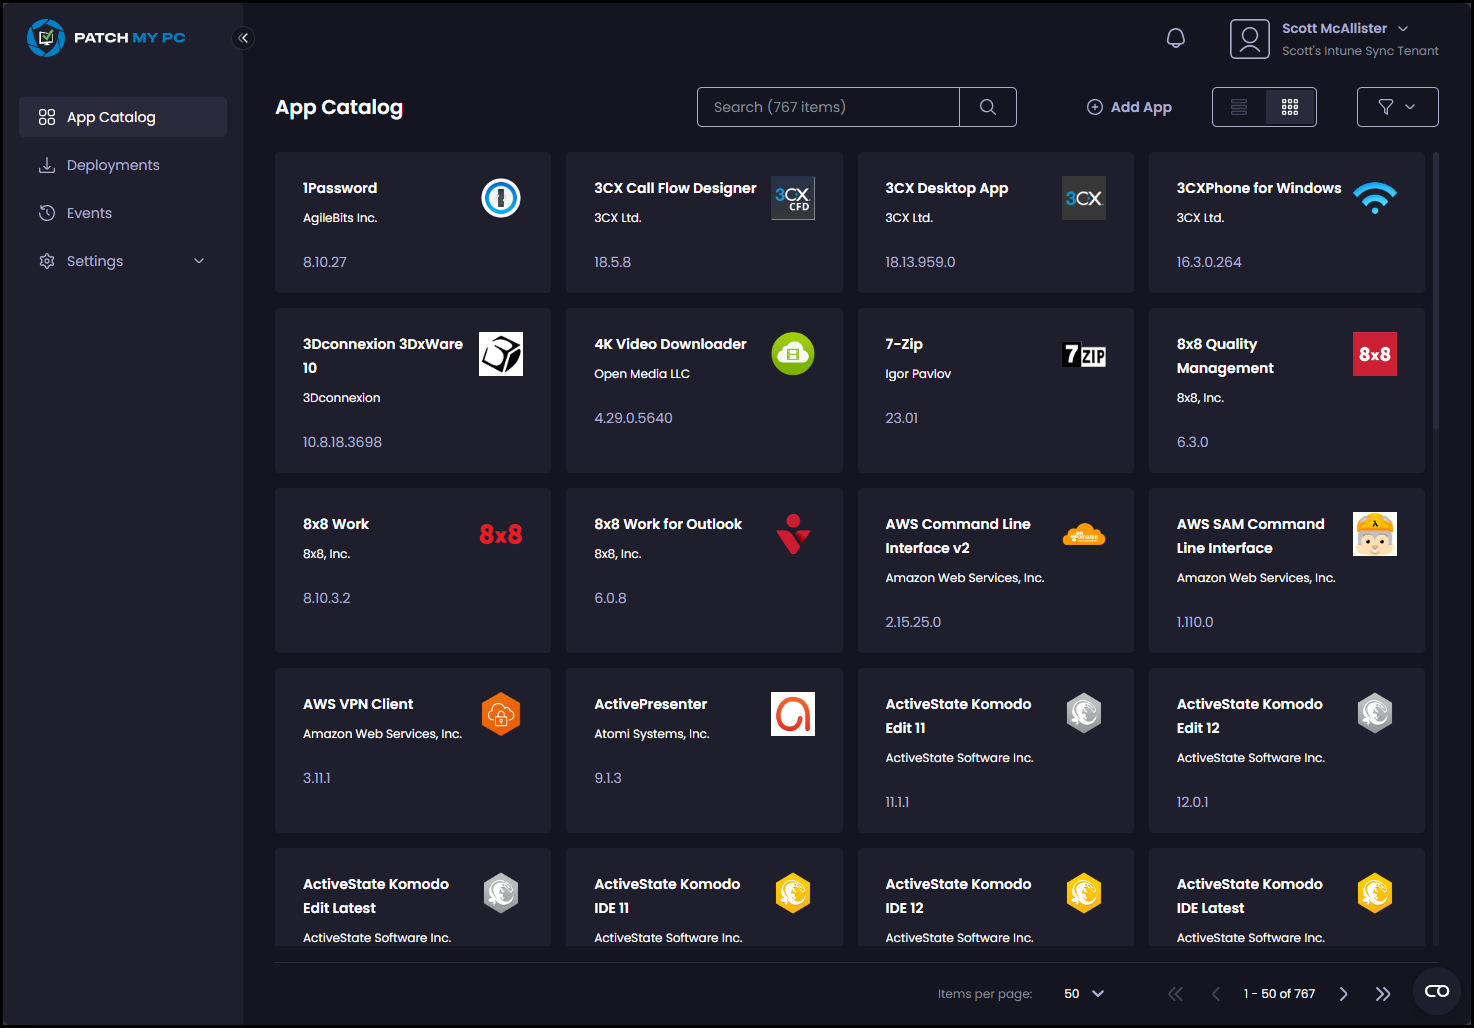 PATCH MY PC
Scott McAllister
Scott's Intune Sync Tenant
App Catalog
Deployments
Events
Settings
App Catalog
Search (767 items)
Add App
1Password
AgileBits Inc.
8.10.27
3CX Call Flow Designer
3CX Ltd.
18.5.8
3CX
CFD
3CX Desktop App
3CX Ltd.
18.13.959.0
3CX
3CXPhone for Windows
3CX Ltd.
16.3.0.264
3Dconnexion 3DxWare
10
3Dconnexion
10.8.18.3698
4K Video Downloader
Open Media LLC
4.29.0.5640
7-Zip
Igor Pavlov
23.01
7ZIP
8x8 Quality
Management
8x8, Inc.
6.3.0
8x8
8x8 Work
8x8, Inc.
8.10.3.2
8x8
8x8 Work for Outlook
8x8, Inc.
6.0.8
AWS Command Line
Interface v2
Amazon Web Services, Inc.
2.15.25.0
AWS SAM Command
Line Interface
Amazon Web Services, Inc.
1.110.0
λ
AWS VPN Client
Amazon Web Services, Inc.
3.11.1
ActivePresenter
Atomi Systems, Inc.
9.1.3
ActiveState Komodo
Edit 11
ActiveState Software Inc.
11.1.1
ActiveState Komodo
Edit 12
ActiveState Software Inc.
12.0.1
ActiveState Komodo
Edit Latest
ActiveState Software Inc.
ActiveState Komodo
IDE 11
ActiveState Software Inc.
ActiveState Komodo
IDE 12
ActiveState Software Inc.
ActiveState Komodo
IDE Latest
ActiveState Software Inc.
Items per page:
50
1 - 50 of 767